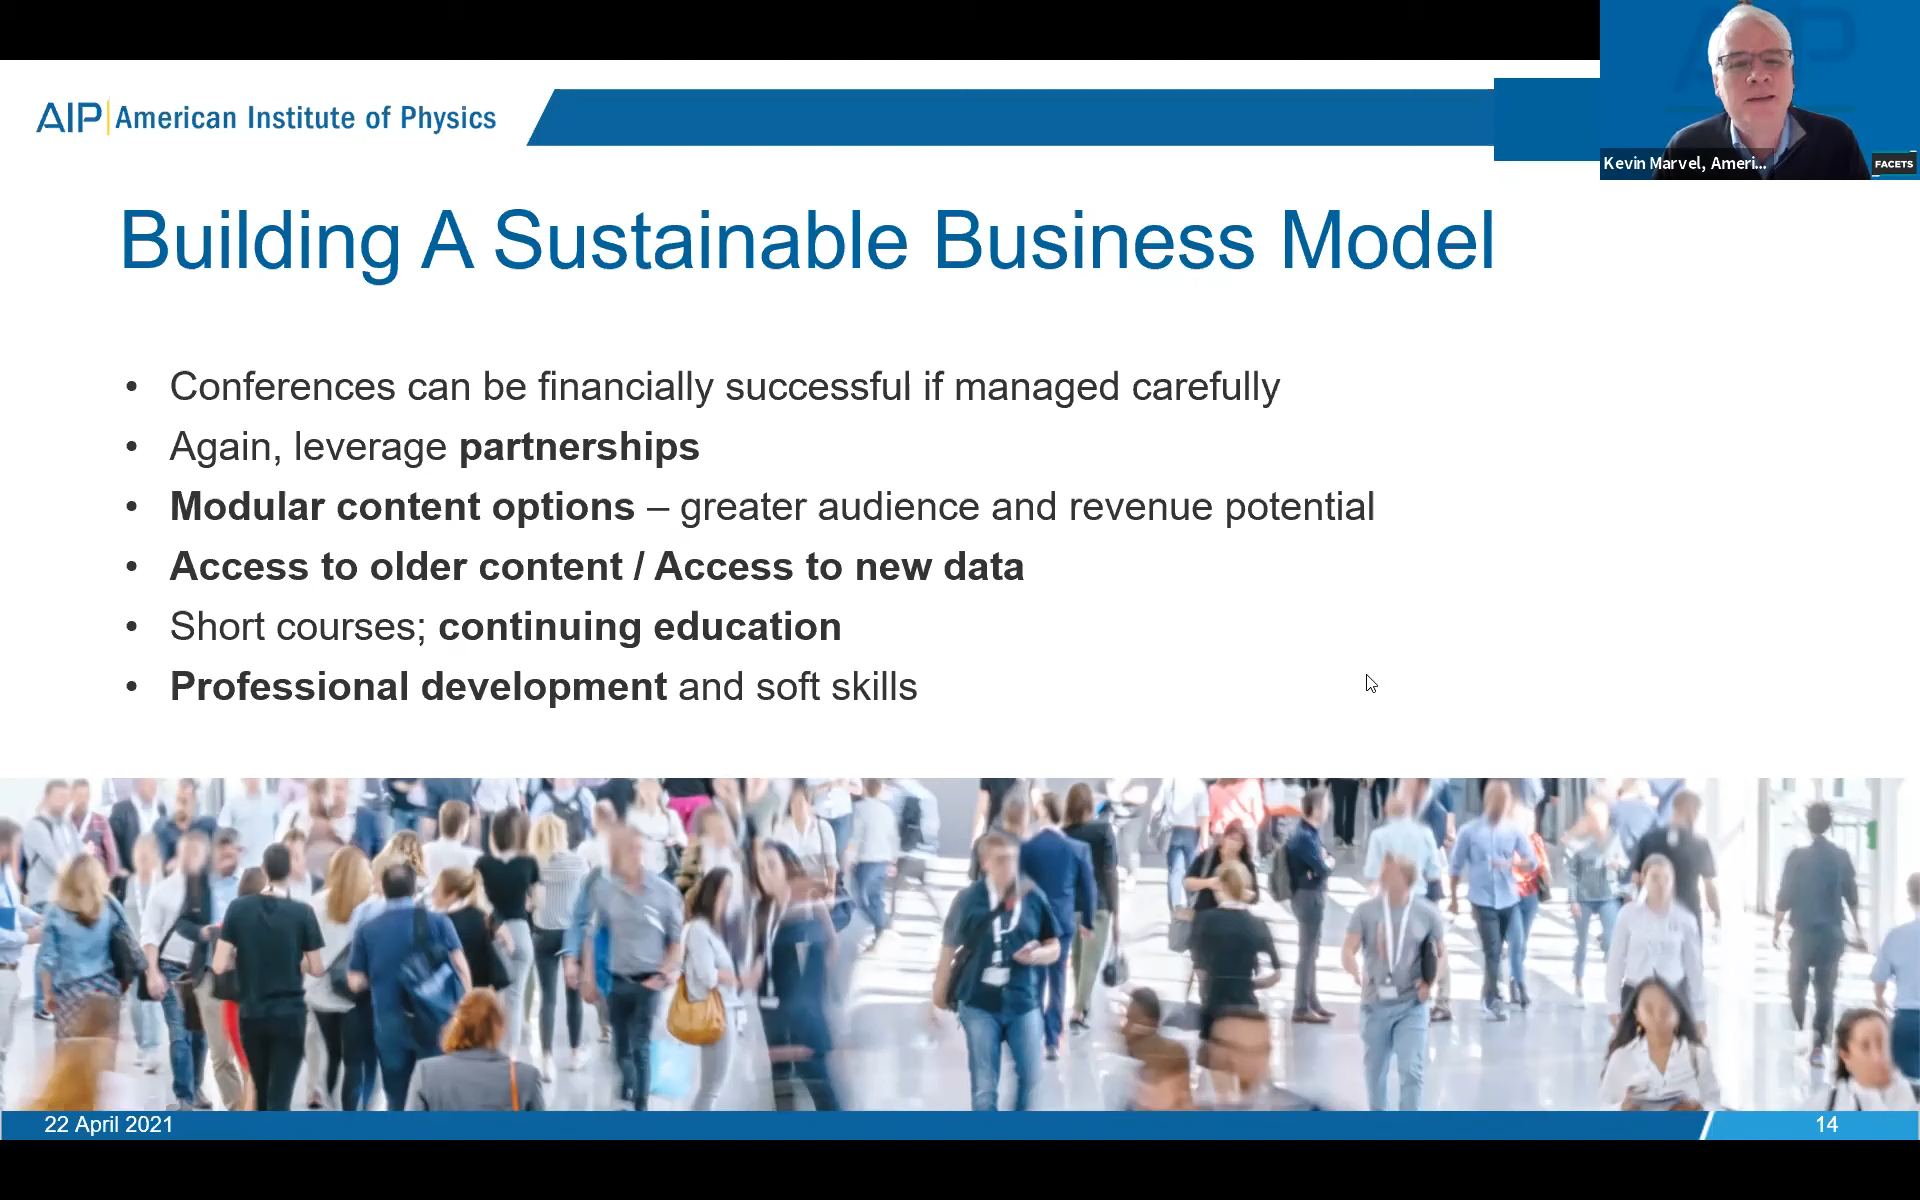 AIP American Institute of Physics
Kevin Marvel, Ameri...
FACETS
Building A Sustainable Business Model
• Conferences can be financially successful if managed carefully
• Again, leverage partnerships
• Modular content options – greater audience and revenue potential
• Access to older content / Access to new data
• Short courses; continuing education
• Professional development and soft skills
22 April 2021
14